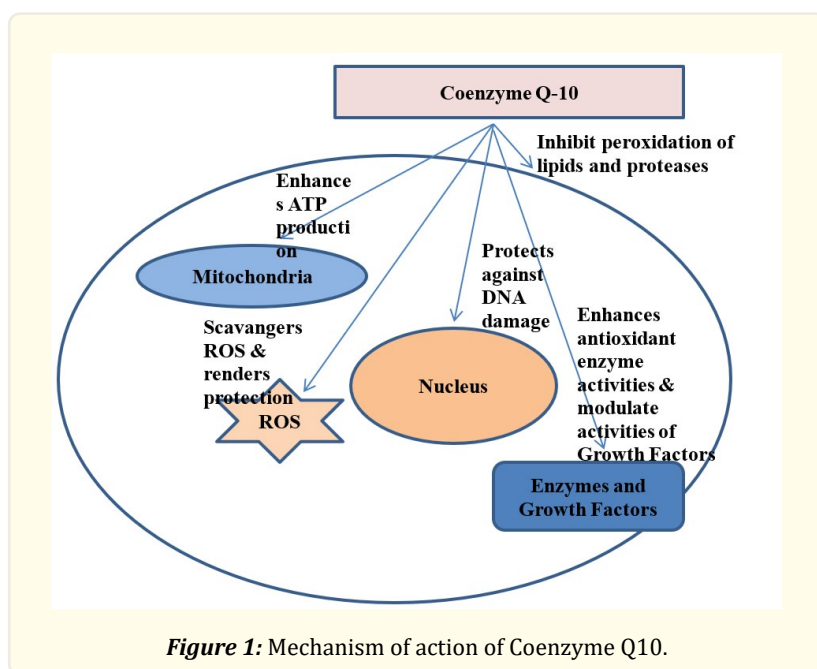 Coenzyme Q-10
Inhibit peroxidation of
lipids and proteases
Enhance
s ATP
producti
on
Mitochondria
Protects
against
DNA
damage
Scavangers
ROS &
renders
protection
ROS
Nucleus
Enhances
antioxidant
enzyme
activities &
modulate
activities of
Growth Factors
Enzymes and
Growth Factors
Figure 1: Mechanism of action of Coenzyme Q10.